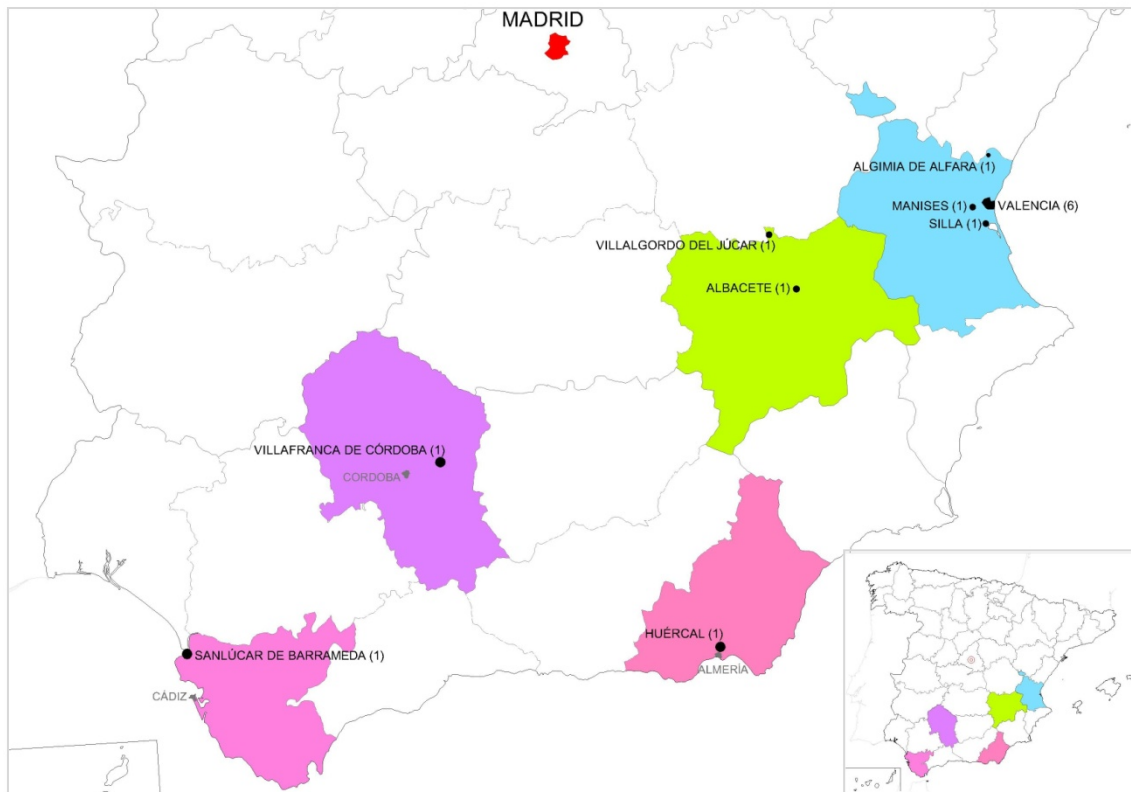 MADRID
ALGIMIA DE ALFARA (1)
MANISES (1)
VALENCIA (6)
SILLA (1)
VILLALGORDO DEL JÚCAR (1)
ALBACETE (1)
VILLAFRANCA DE CÓRDOBA (1)
CORDOBA
HUÉRCAL (1)
SANLÚCAR DE BARRAMEDA (1)
ALMERÍA
CÁDIZ